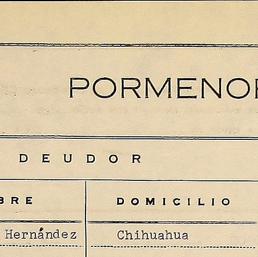 PORMENOR
DEUDOR
BRE DOMICILIO
Hernández Chihuahua